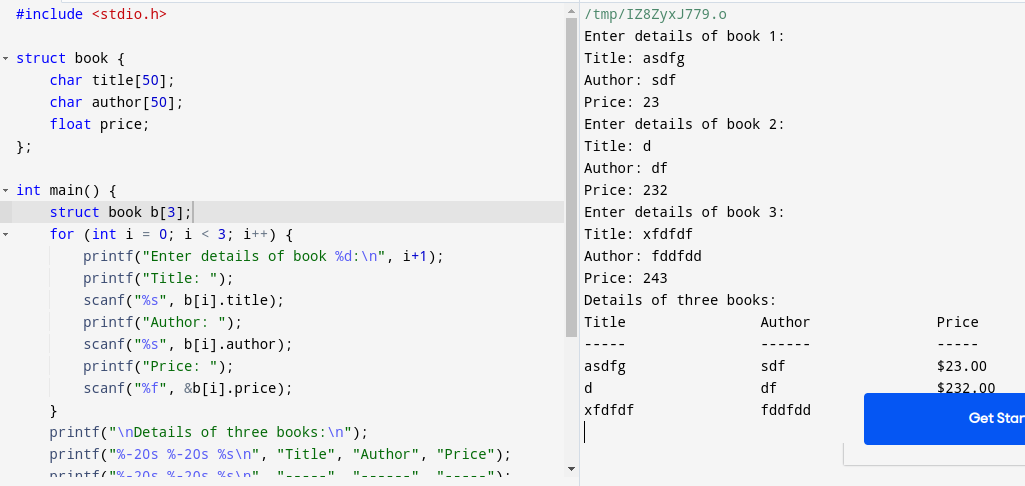 #include <stdio.h>
struct book {
    char title[50];
    char author[50];
    float price;
};
int main() {
    struct book b[3];
    for (int i = 0; i < 3; i++) {
        printf("Enter details of book %d:\n", i+1);
        printf("Title: ");
        scanf("%s", b[i].title);
        printf("Author: ");
        scanf("%s", b[i].author);
        printf("Price: ");
        scanf("%f", &b[i].price);
    }
    printf("\nDetails of three books:\n");
    printf("%-20s %-20s %s\n", "Title", "Author", "Price");
    printf("%-20s %-20s %s\n", "-----", "------", "-----");
/tmp/IZ8ZyxJ779.o
Enter details of book 1:
Title: asdfg
Author: sdf
Price: 23
Enter details of book 2:
Title: d
Author: df
Price: 232
Enter details of book 3:
Title: xfdfdf
Author: fddfdd
Price: 243
Details of three books:
Title Author Price
----- ------ -----
asdfg sdf $23.00
d df $232.00
xfdfdf fddfdd
Get Star